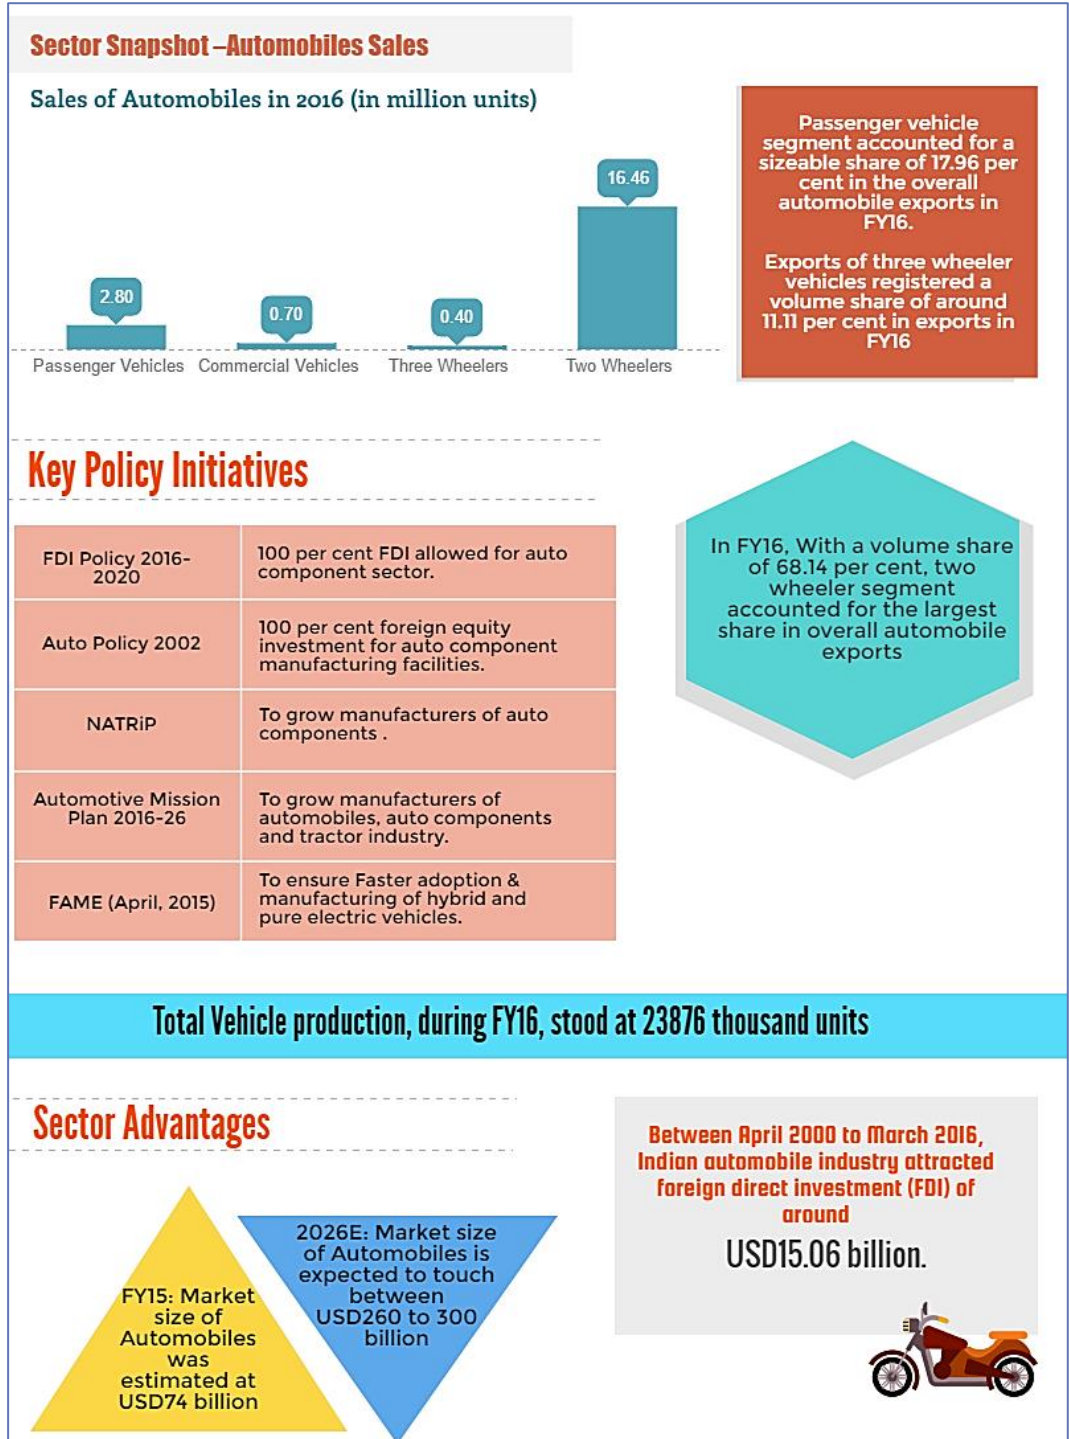 Sector Snapshot –Automobiles Sales
Sales of Automobiles in 2016 (in million units)
2.80
0.70
0.40
16.46
Passenger Vehicles
Commercial Vehicles
Three Wheelers
Two Wheelers
Passenger vehicle
segment accounted for a
sizeable share of 17.96 per
cent in the overall
automobile exports in
FY16.
Exports of three wheeler
vehicles registered a
volume share of around
11.11 per cent in exports in
FY16
Key Policy Initiatives
FDI Policy 2016-
2020
100 per cent FDI allowed for auto
component sector.
Auto Policy 2002
100 per cent foreign equity
investment for auto component
manufacturing facilities.
NATRiP
To grow manufacturers of auto
components .
Automotive Mission
Plan 2016-26
To grow manufacturers of
automobiles, auto components
and tractor industry.
FAME (April, 2015)
To ensure Faster adoption &
manufacturing of hybrid and
pure electric vehicles.
In FY16, With a volume share
of 68.14 per cent, two
wheeler segment
accounted for the largest
share in overall automobile
exports
Total Vehicle production, during FY16, stood at 23876 thousand units
Sector Advantages
FY15: Market
size of
Automobiles
was
estimated at
USD74 billion
2026E: Market size
of Automobiles is
expected to touch
between
USD260 to 300
billion
Between April 2000 to March 2016,
Indian automobile industry attracted
foreign direct investment (FDI) of
around
USD15.06 billion.